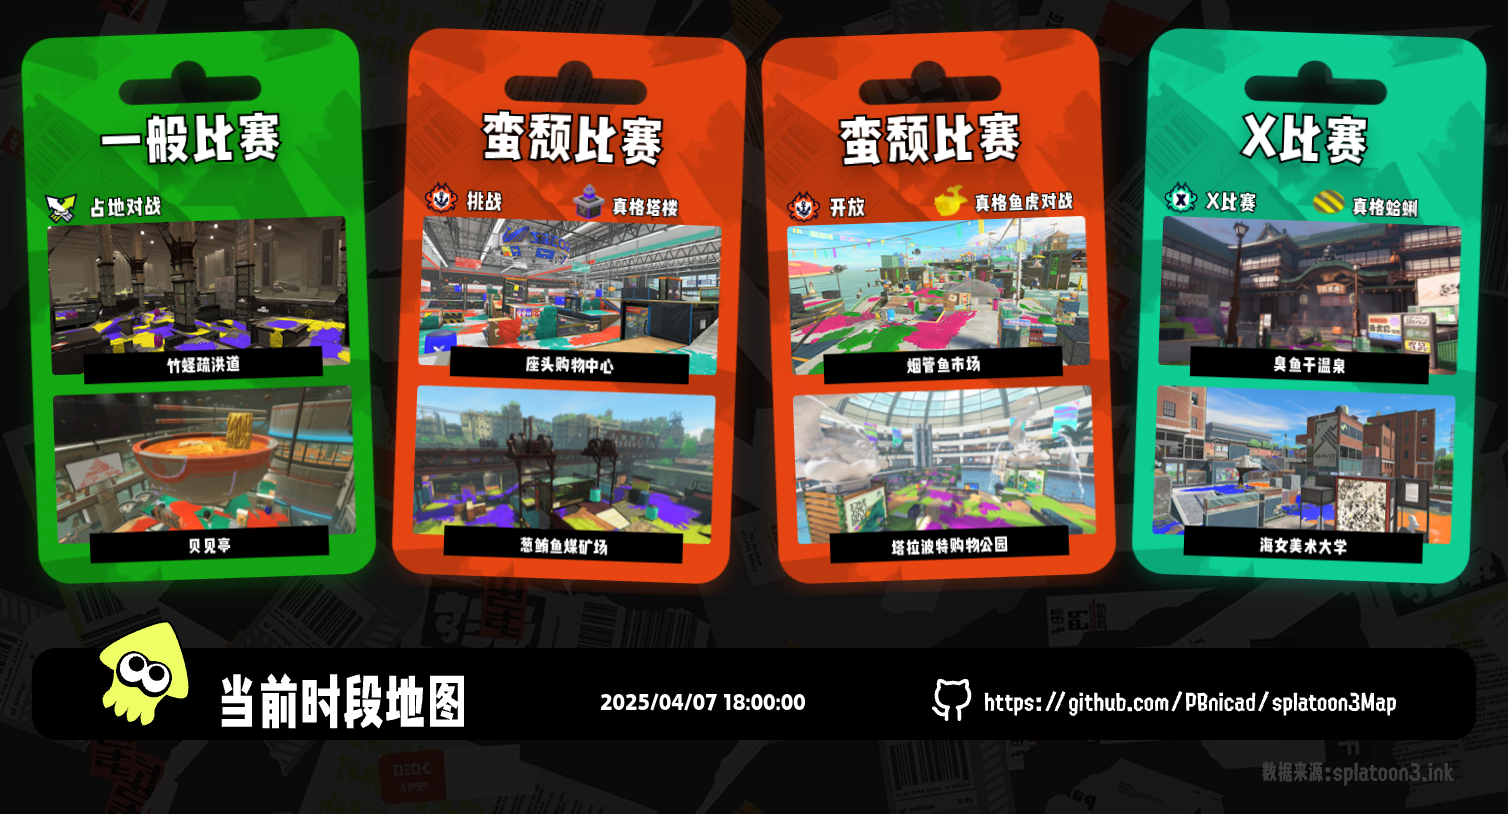 一般比赛
占地对战
竹蛏疏洪道
贝见亭
蛮颓比赛
挑战
真格塔楼
座头购物中心
葱鲔鱼煤矿场
蛮颓比赛
开放
真格鱼虎对战
烟管鱼市场
塔拉波特购物公园
X比赛
X比赛
真格蛤蜊
臭鱼干温泉
海女美术大学
当前时段地图
2025/04/07 18:00:00
https://github.com/PBnicad/splatoon3Map
数据来源:splatoon3.ink